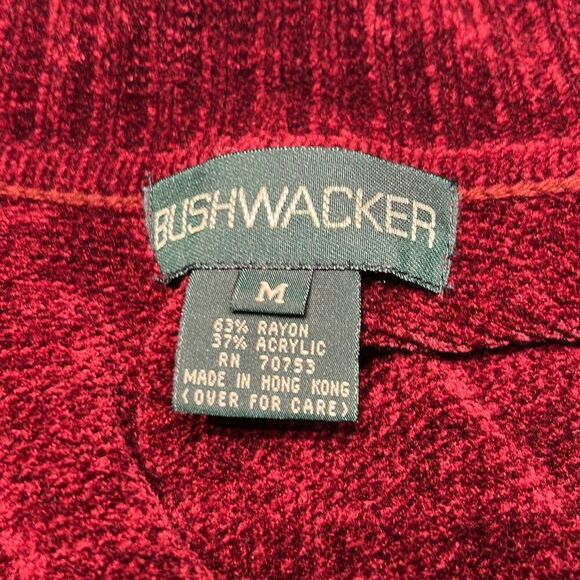 BUSHWACKER
M
63% RAYON
37% ACRYLIC
RN 70753
MADE IN HONG KONG
(OVER FOR CARE)